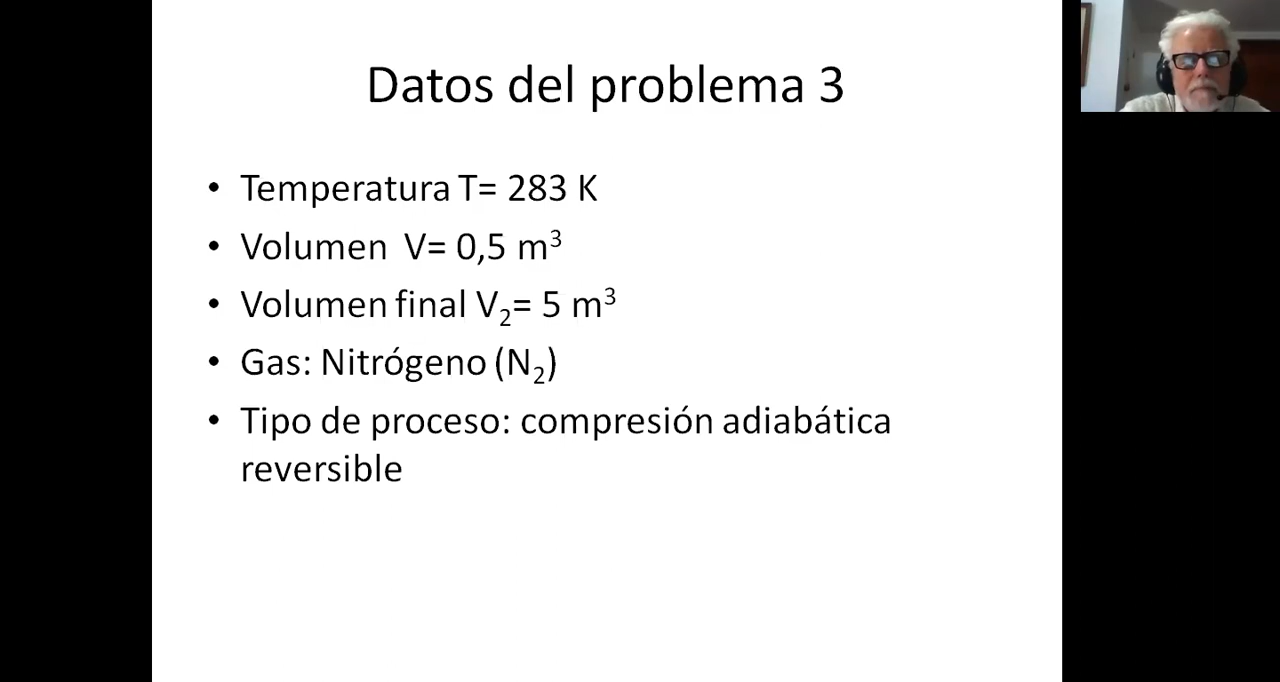 Datos del problema 3
• Temperatura T= 283 K
• Volumen V= 0,5 m³
• Volumen final V₂= 5 m³
• Gas: Nitrógeno (N₂)
• Tipo de proceso: compresión adiabática
reversible